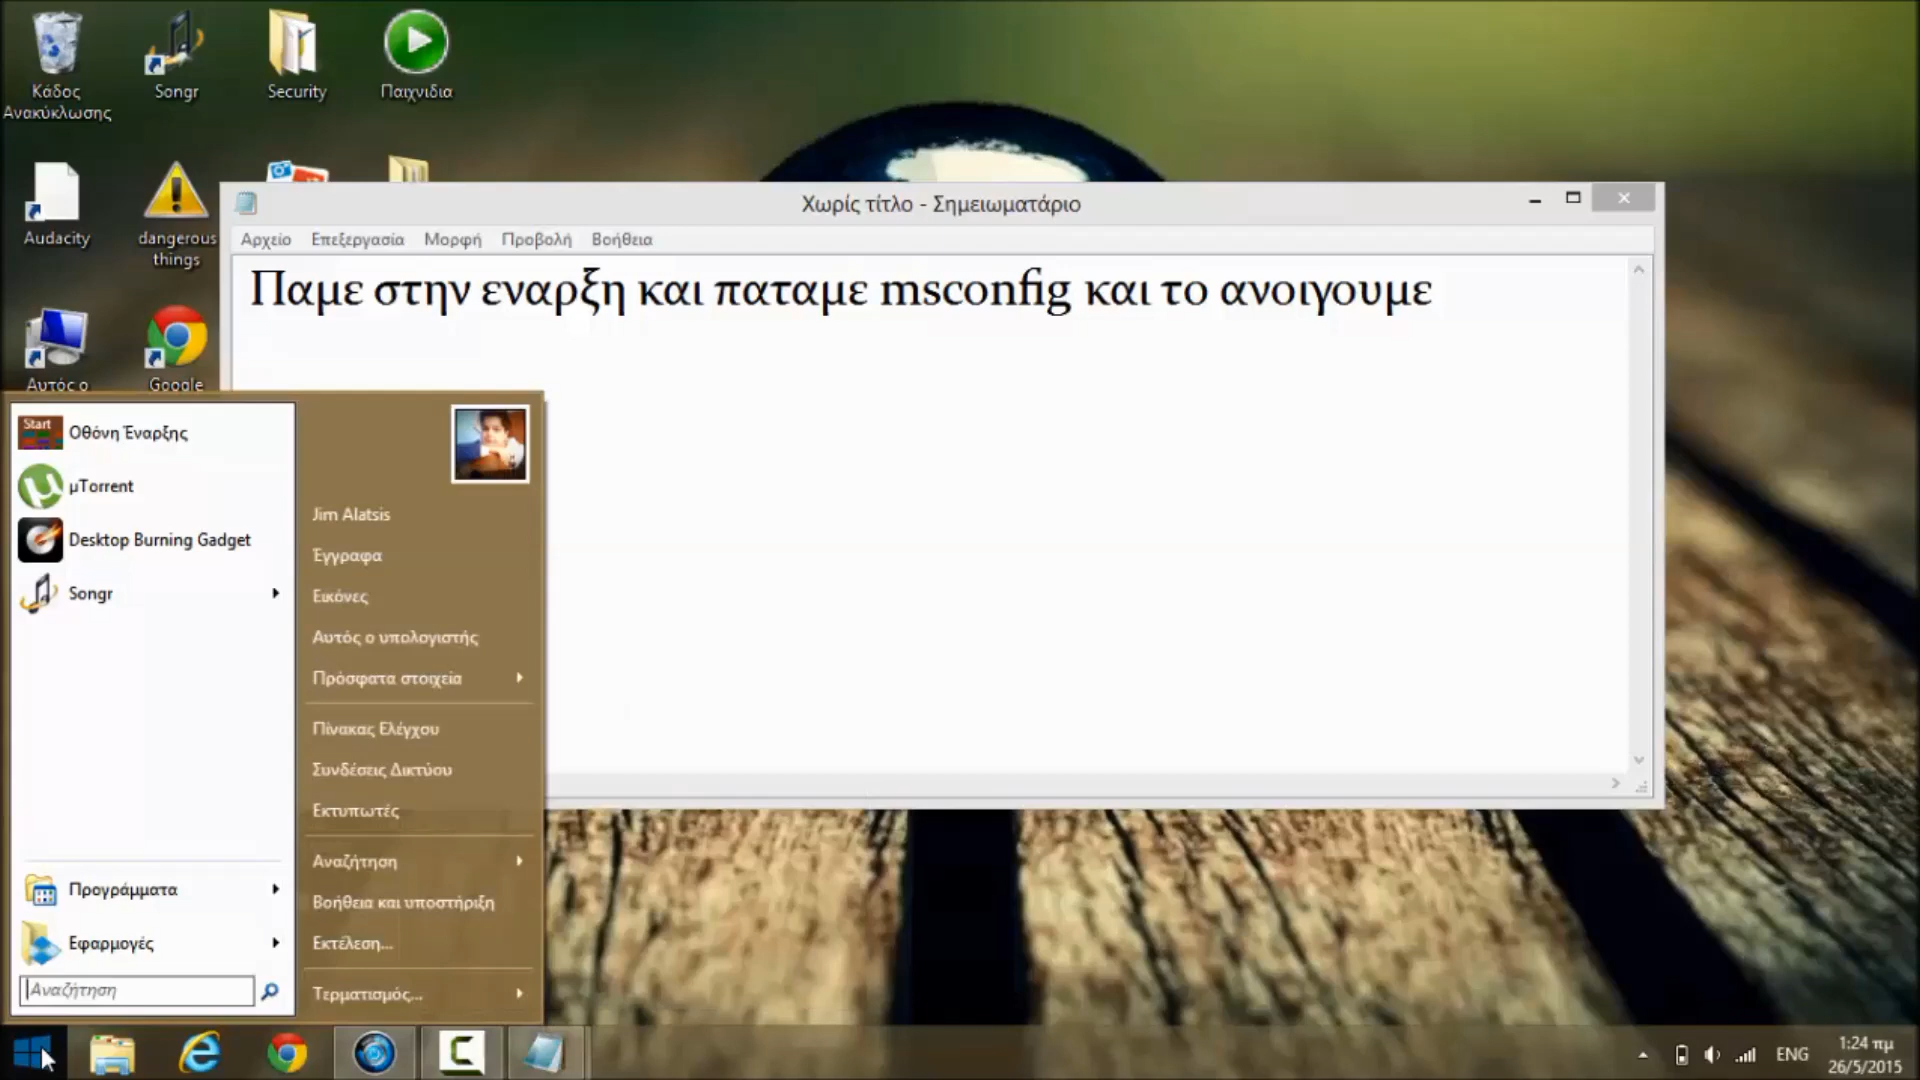 Κάδος
Ανακύκλωσης
Songr
Security
Παιχνιδια
Audacity
dangerous
things
Αυτός ο
Google
Χωρίς τίτλο - Σημειωματάριο
Αρχείο Επεξεργασία Μορφή Προβολή Βοήθεια
Παμε στην εναρξη και παταμε msconfig και το ανοιγουμε
Start
Οθόνη Έναρξης
µTorrent
Desktop Burning Gadget
Songr
Προγράμματα
Εφαρμογές
Αναζήτηση
Jim Alatsis
Έγγραφα
Εικόνες
Αυτός ο υπολογιστής
Πρόσφατα στοιχεία
Πίνακας Ελέγχου
Συνδέσεις Δικτύου
Εκτυπωτές
Αναζήτηση
Βοήθεια και υποστήριξη
Εκτέλεση...
Τερματισμός...
ENG
1:24 πμ
26/5/2015